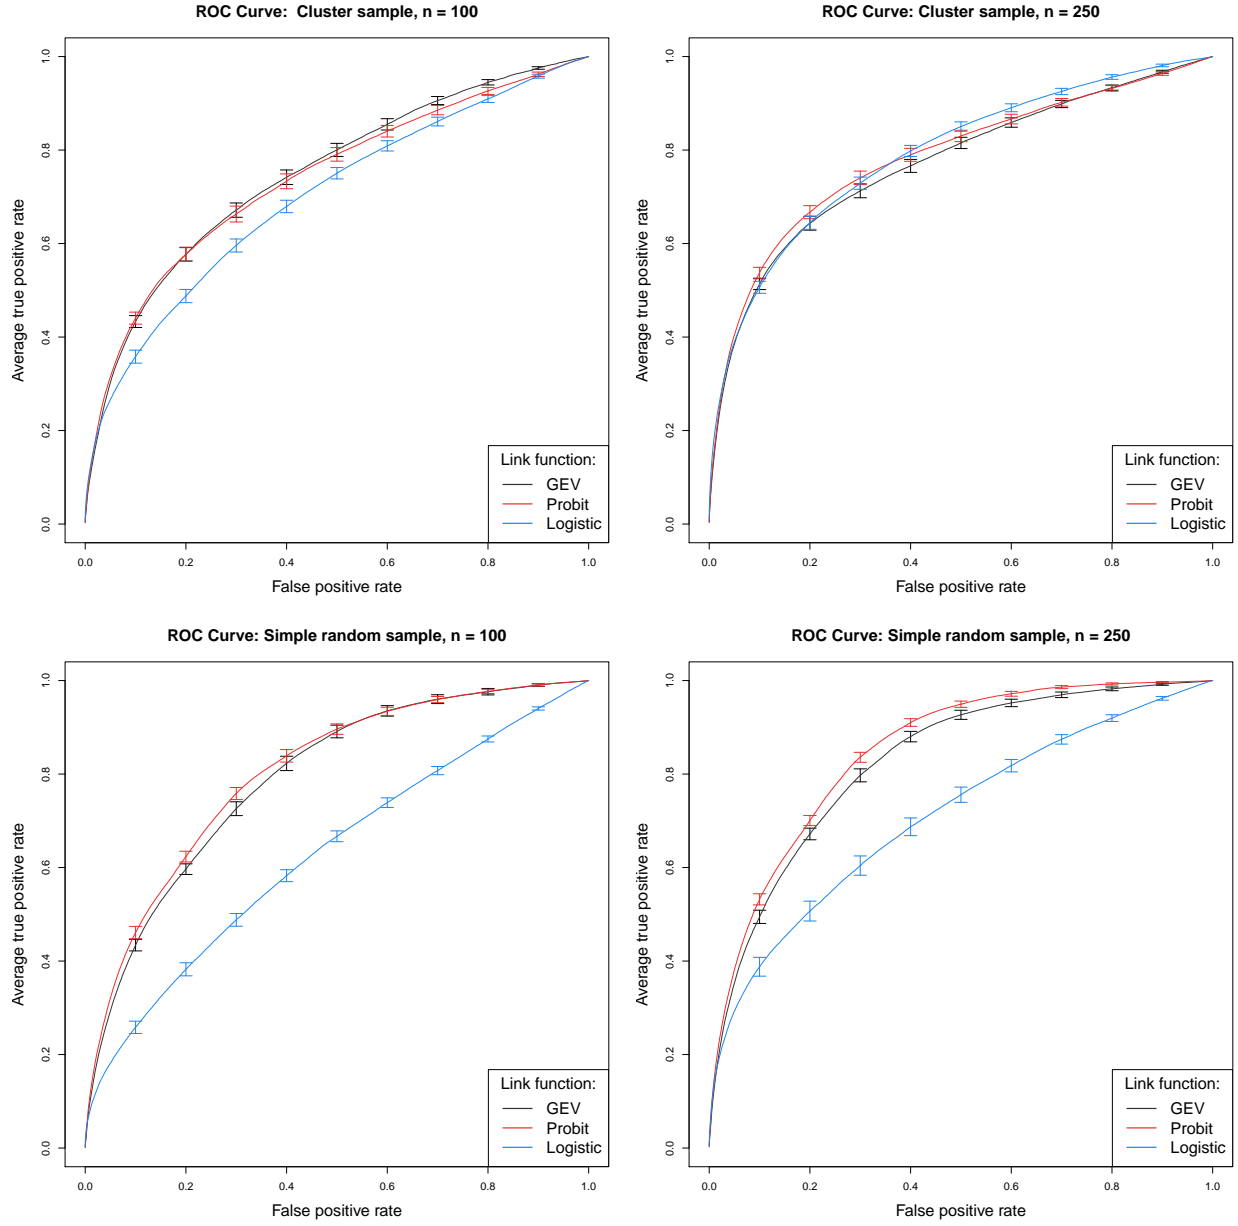 ROC Curve:  Cluster sample, n = 100
Average true positive rate
1.0
0.8
0.6
0.4
0.2
0.0
Link function:
GEV
Probit
Logistic
0.0 0.2 0.4 0.6 0.8 1.0
False positive rate
ROC Curve: Cluster sample, n = 250
Average true positive rate
1.0
0.8
0.6
0.4
0.2
0.0
Link function:
GEV
Probit
Logistic
0.0 0.2 0.4 0.6 0.8 1.0
False positive rate
ROC Curve: Simple random sample, n = 100
Average true positive rate
1.0
0.8
0.6
0.4
0.2
0.0
Link function:
GEV
Probit
Logistic
0.0 0.2 0.4 0.6 0.8 1.0
False positive rate
ROC Curve: Simple random sample, n = 250
Average true positive rate
1.0
0.8
0.6
0.4
0.2
0.0
Link function:
GEV
Probit
Logistic
0.0 0.2 0.4 0.6 0.8 1.0
False positive rate